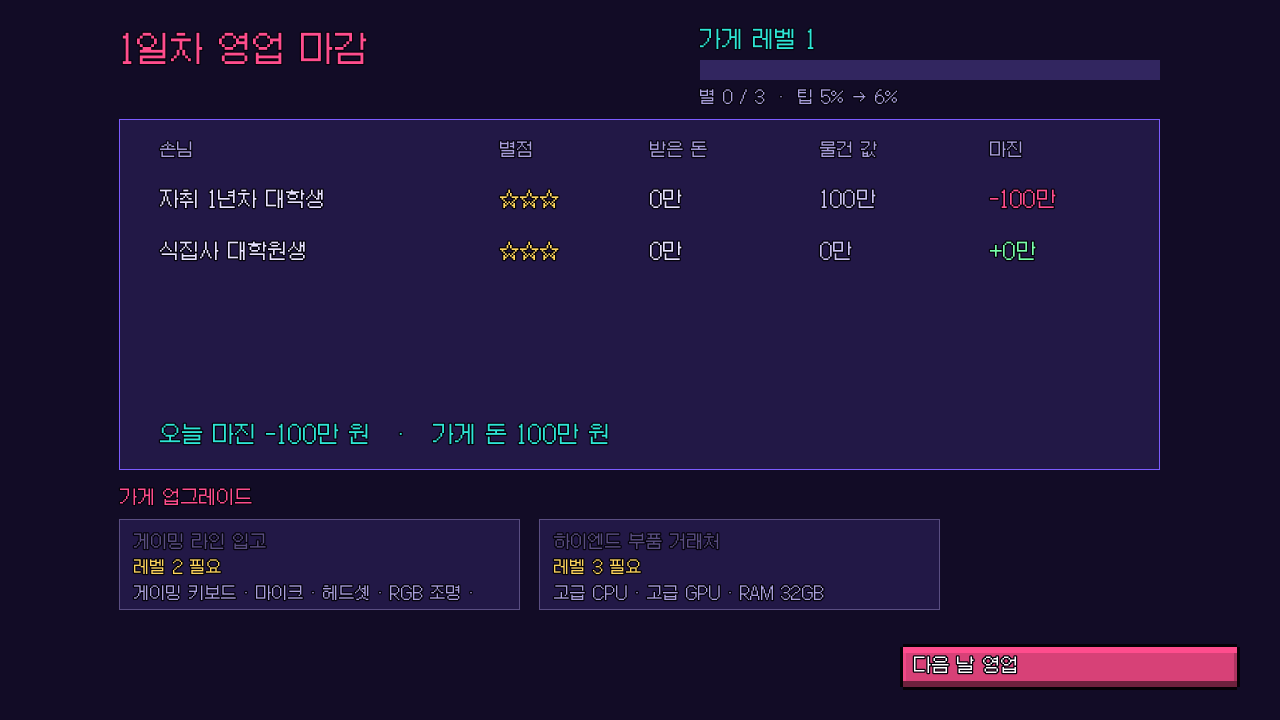 1일차 영업 마감
가게 레벨 1
별 0 / 3 · 팁 5% → 6%
손님 별점 받은 돈 물건 값 마진
자취 1년차 대학생 ☆☆☆ 0만 100만 -100만
식집사 대학원생 ☆☆☆ 0만 0만 +0만
오늘 마진 -100만 원 · 가게 돈 100만 원
가게 업그레이드
게이밍 라인 입고
레벨 2 필요
게이밍 키보드 · 마이크 · 헤드셋 · RGB 조명 ·
하이엔드 부품 거래처
레벨 3 필요
고급 CPU · 고급 GPU · RAM 32GB
다음 날 영업